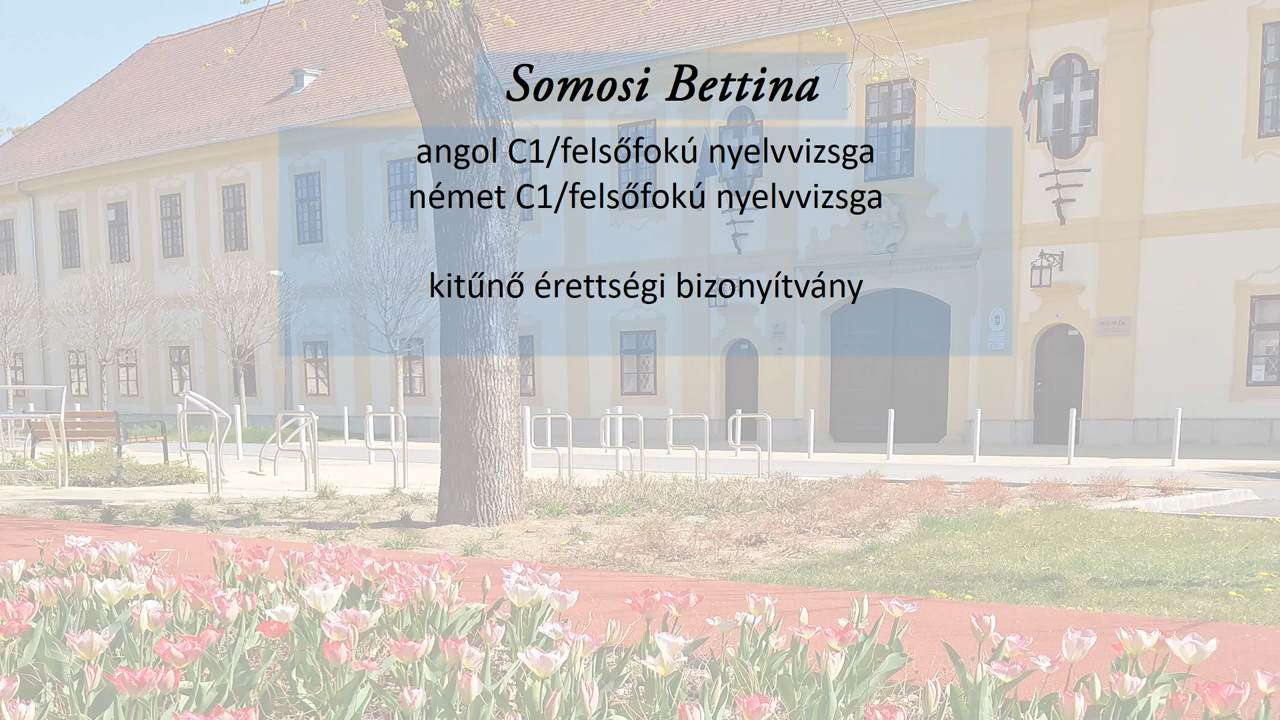 Somosi Bettina
angol C1/felsőfokú nyelvvizsga
német C1/felsőfokú nyelvvizsga
kitűnő érettségi bizonyítvány